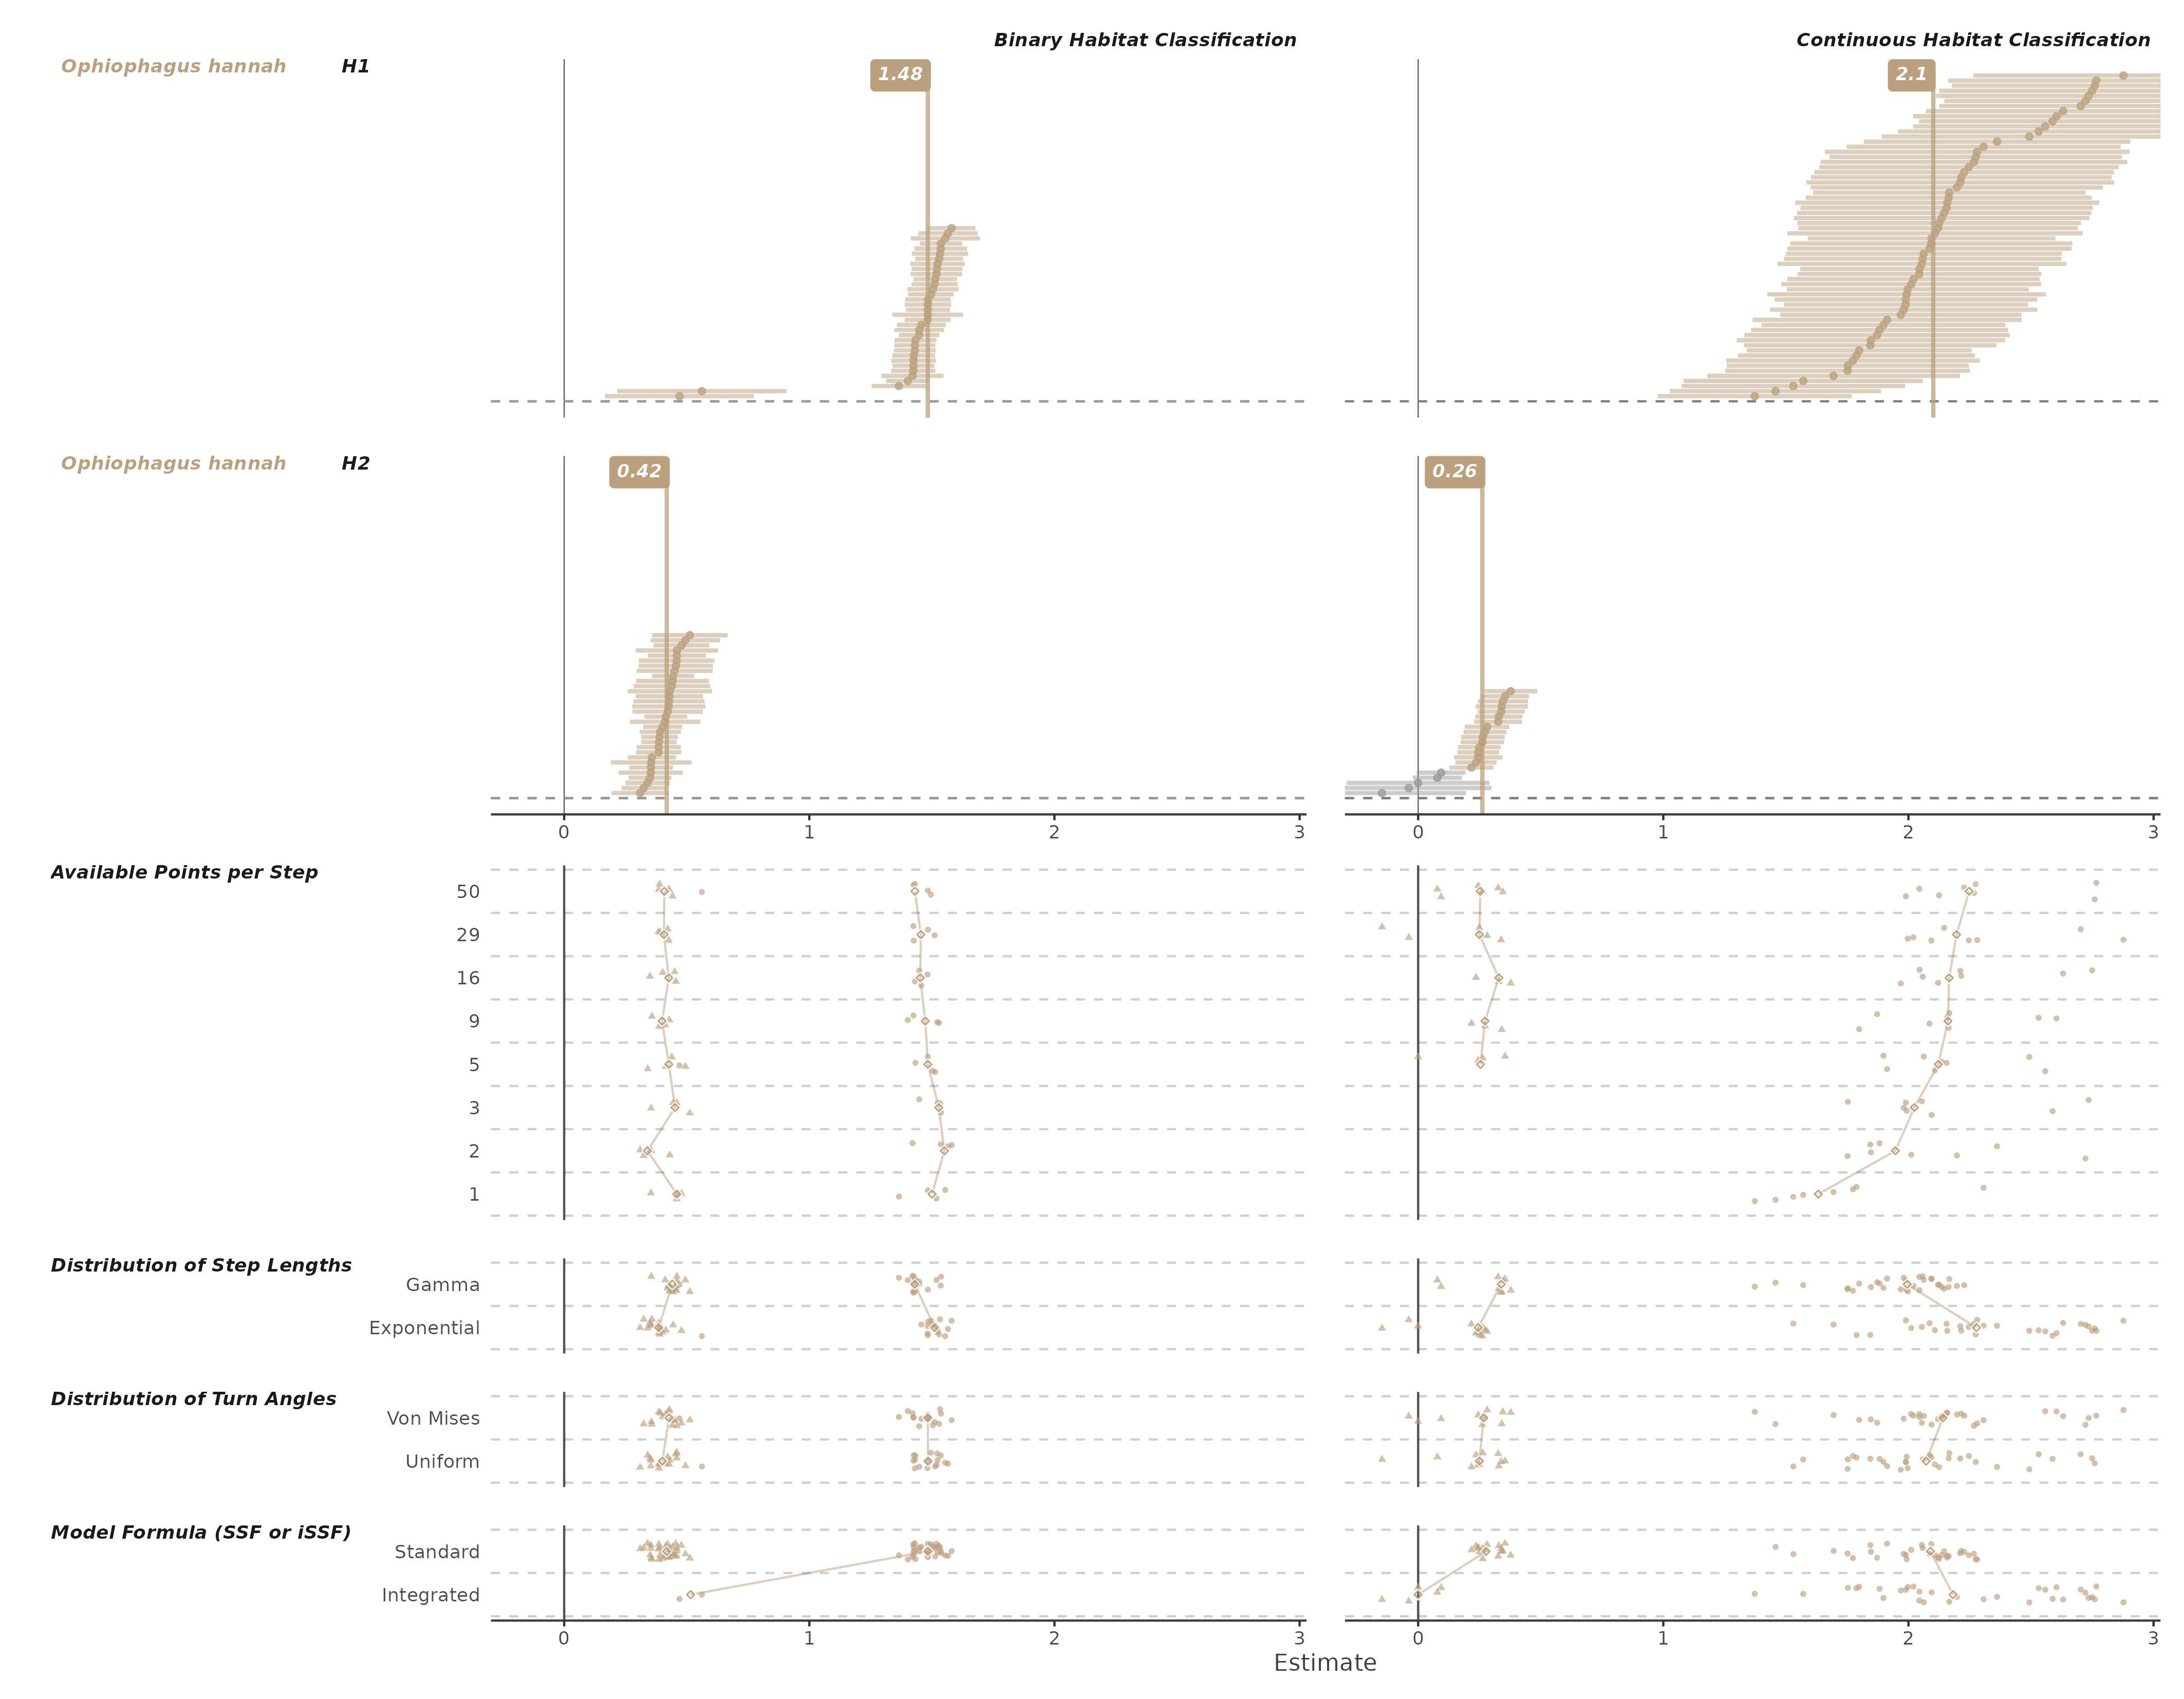 Binary Habitat Classification
Continuous Habitat Classification
Ophiophagus hannah H1
1.48
2.1
Ophiophagus hannah H2
0.42
0.26
0 1 2 3
0 1 2 3
Available Points per Step
50
29
16
9
5
3
2
1
Distribution of Step Lengths
Gamma
Exponential
Distribution of Turn Angles
Von Mises
Uniform
Model Formula (SSF or iSSF)
Standard
Integrated
0 1 2 3
0 1 2 3
Estimate